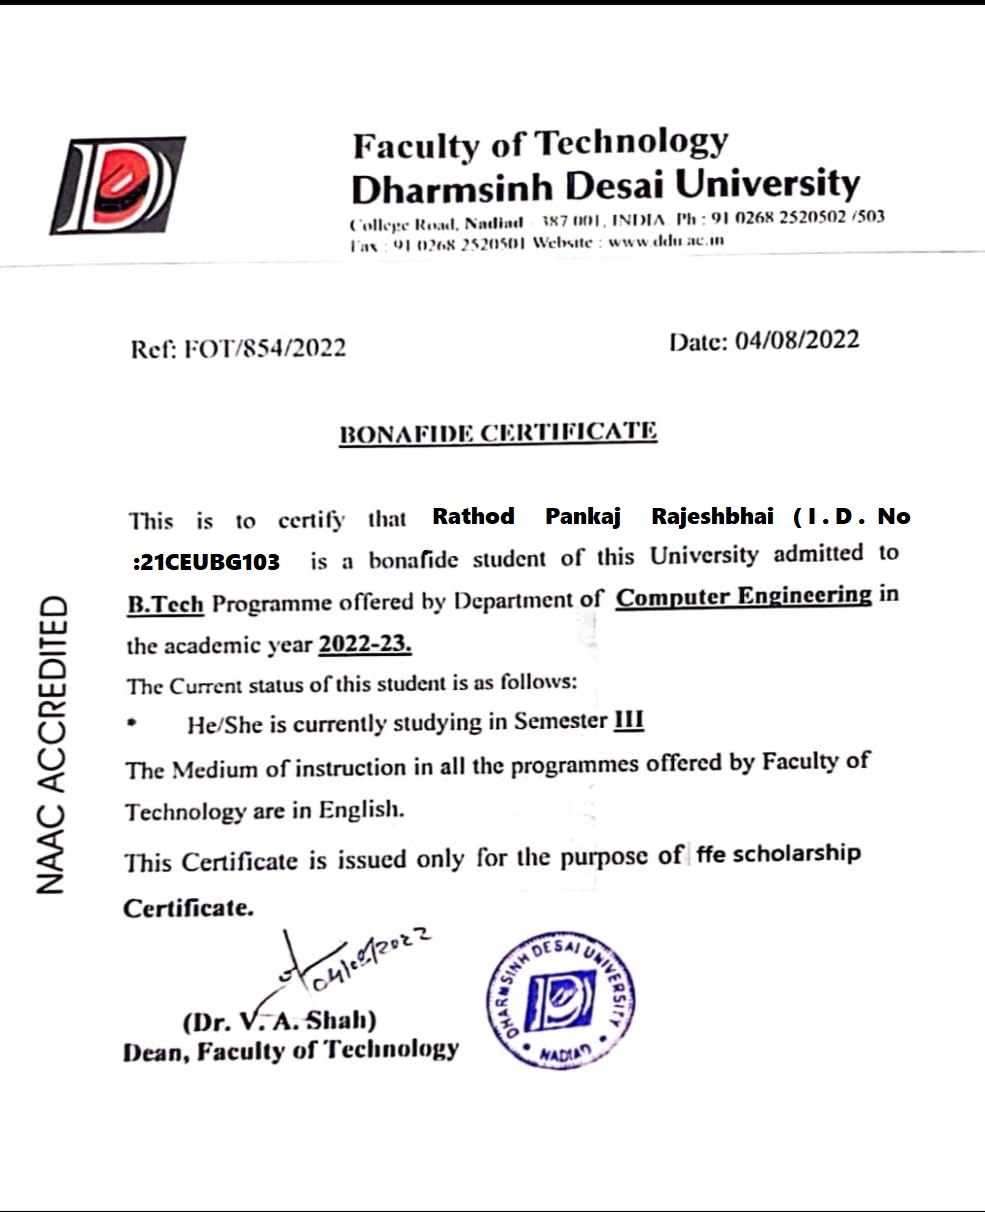 Faculty of Technology
Dharmsinh Desai University
College Road, Nadiad - 387 001, INDIA. Ph : 91 0268 2520502 /503
Fax : 91 0268 2520501 Website : www.ddu.ac.in
Ref: FOT/854/2022
Date: 04/08/2022
BONAFIDE CERTIFICATE
This is to certify that Rathod Pankaj Rajeshbhai (I.D. No
:21CEUBG103 is a bonafide student of this University admitted to
B.Tech Programme offered by Department of Computer Engineering in
the academic year 2022-23.
The Current status of this student is as follows:
* He/She is currently studying in Semester III
The Medium of instruction in all the programmes offered by Faculty of
Technology are in English.
This Certificate is issued only for the purpose of ffe scholarship
Certificate.
04/08/2022
(Dr. V. A. Shah)
Dean, Faculty of Technology
DHARMSINH DESAI UNIVERSITY
NADIAD
NAAC ACCREDITED